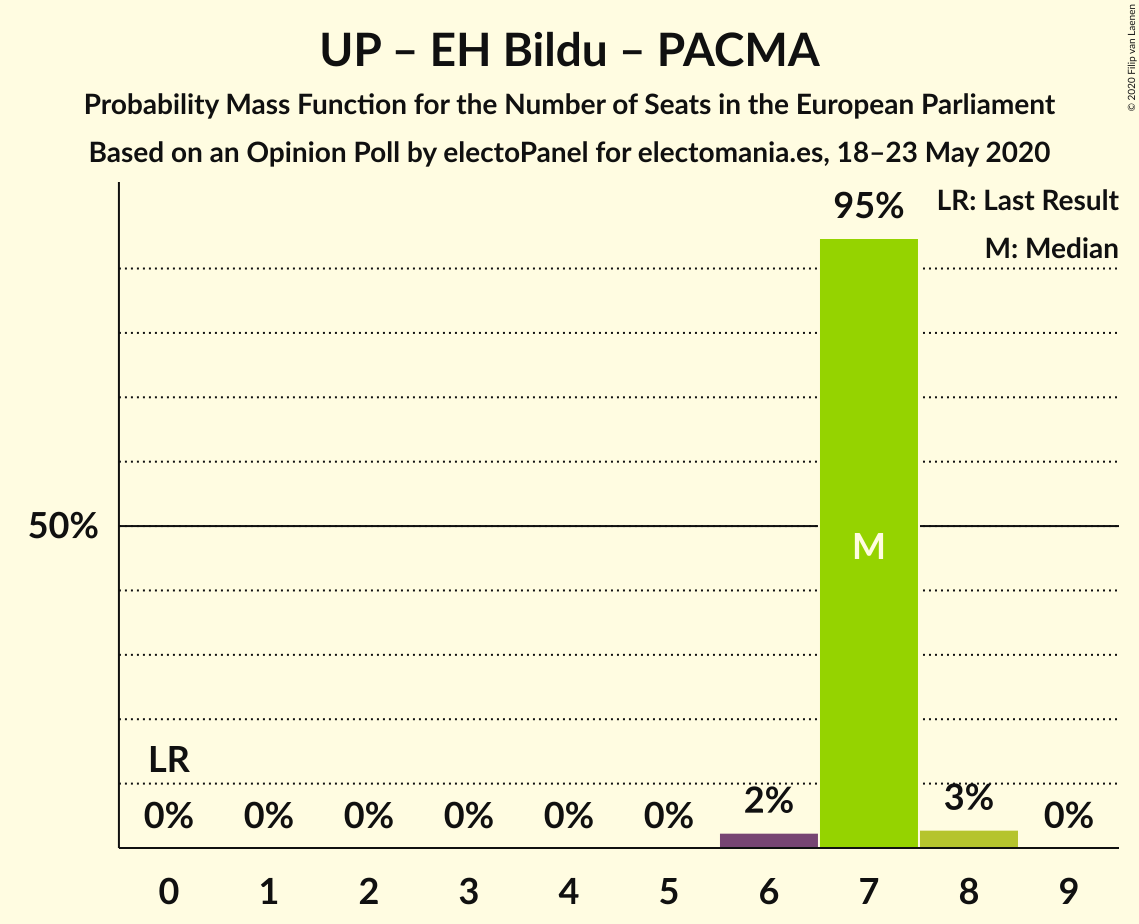 UP – EH Bildu – PACMA
Probability Mass Function for the Number of Seats in the European Parliament
Based on an Opinion Poll by electoPanel for electomania.es, 18–23 May 2020
© 2020 Filip van Laenen
LR: Last Result
M: Median
95%
50%
M
LR
0% 0% 0% 0% 0% 0% 2% 3% 0%
0 1 2 3 4 5 6 7 8 9